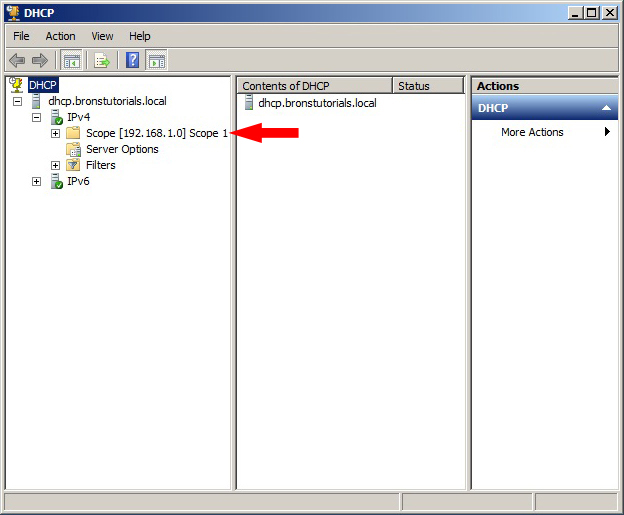 DHCP
File Action View Help
DHCP
dhcp.bronstutorials.local
IPv4
Scope [192.168.1.0] Scope 1
Server Options
Filters
IPv6
Contents of DHCP Status
dhcp.bronstutorials.local
Actions
DHCP
More Actions